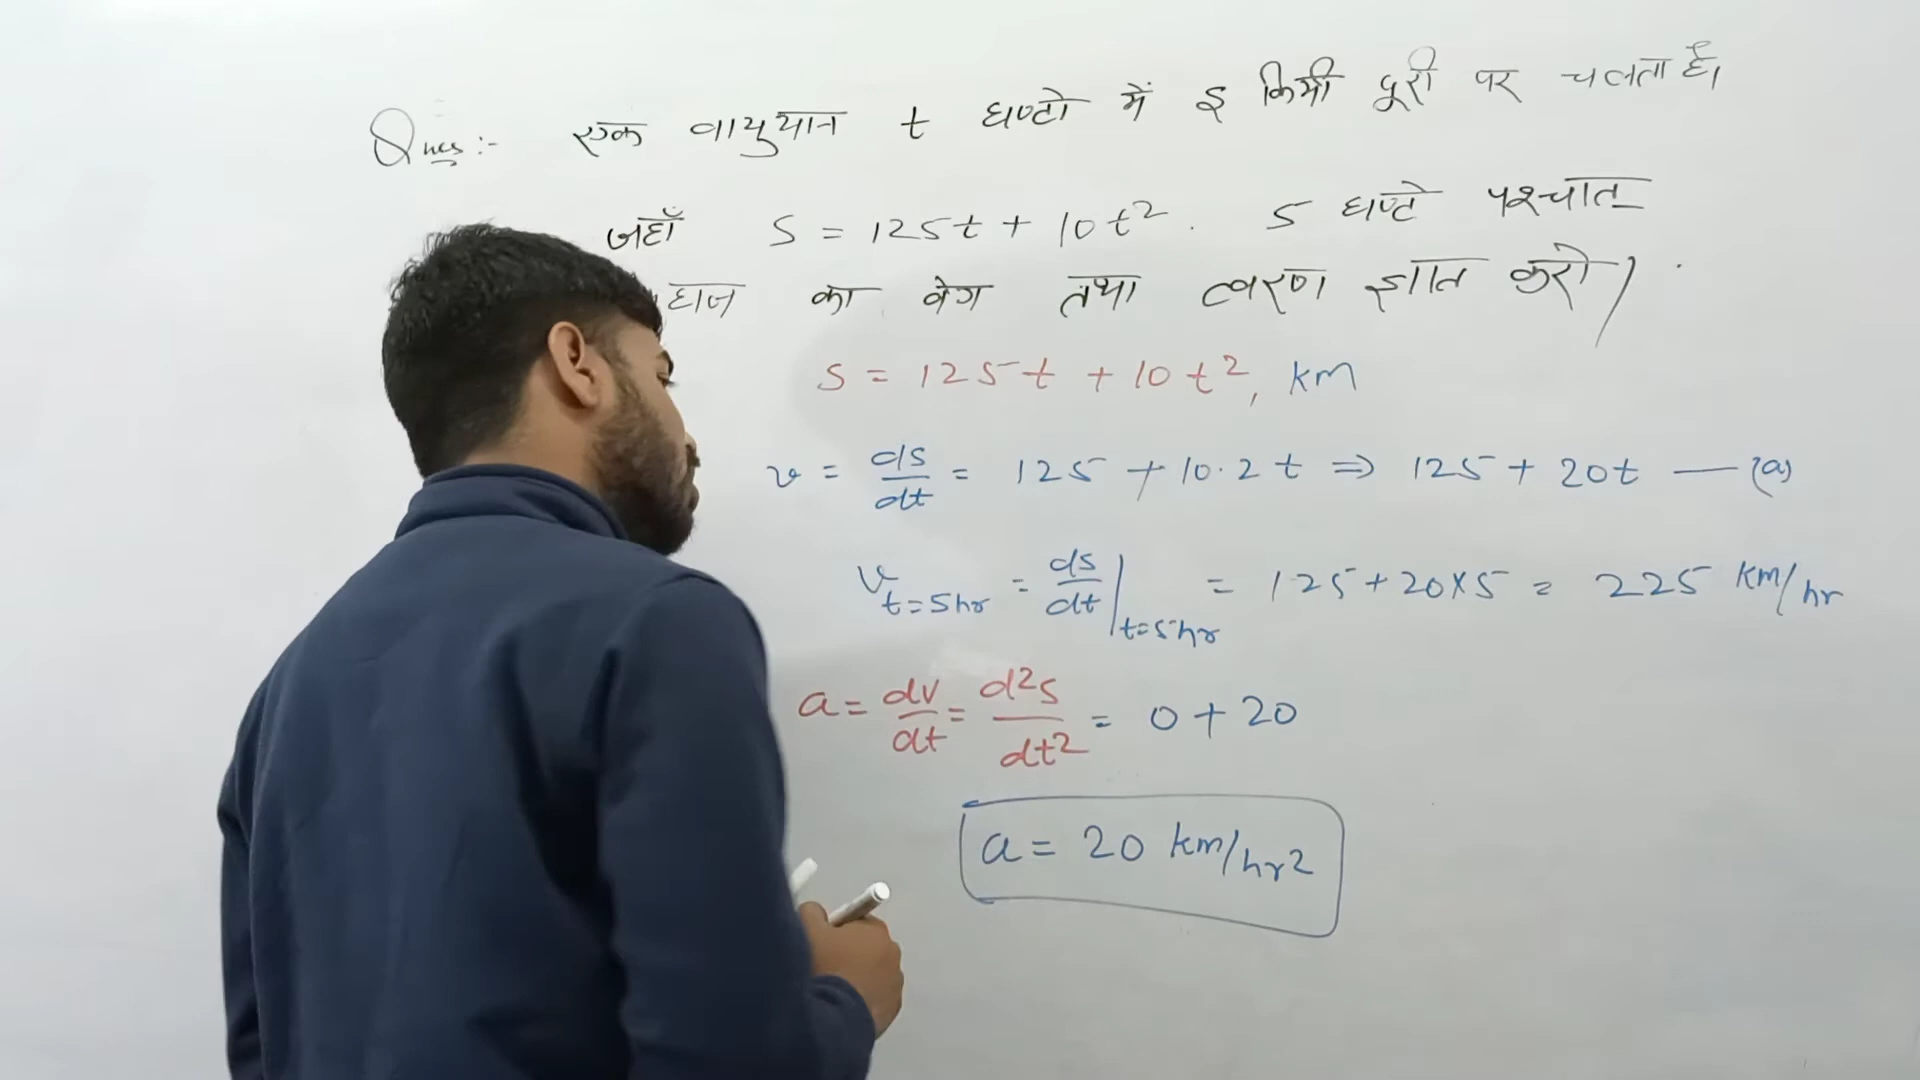 Ques :- एक वायुयान t घण्टो में S किमी दूरी पर चलता है।
जहाँ S = 125t + 10t². 5 घण्टे पश्चात
हाज का वेग तथा त्वरण ज्ञात करो।
S = 125t + 10t², km
v = ds/dt = 125 + 10·2t ⇒ 125 + 20t — (a)
v t=5hr = ds/dt | t=5hr = 125 + 20×5 = 225 km/hr
a = dv/dt = d²s/dt² = 0 + 20
a = 20 km/hr2